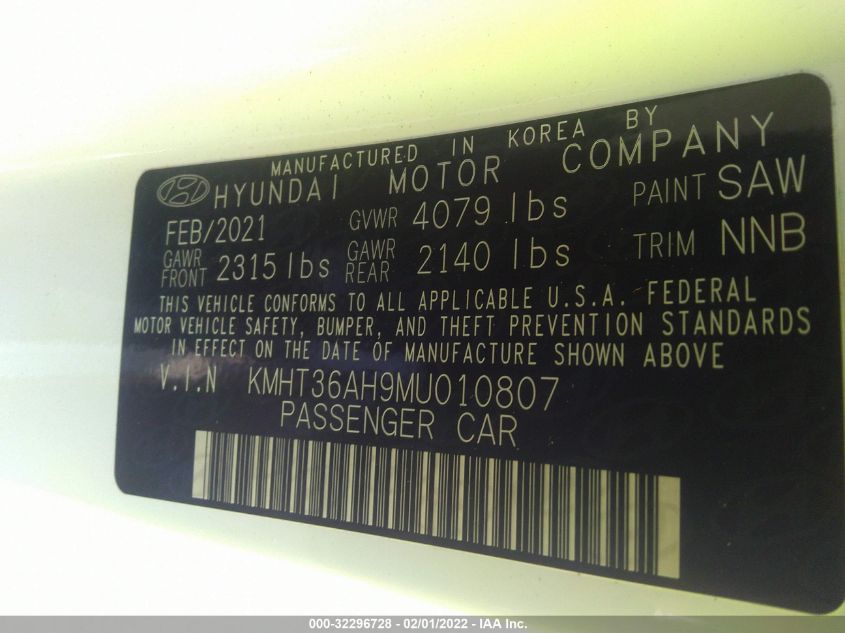 MANUFACTURED IN KOREA BY
HYUNDAI MOTOR COMPANY
FEB/2021 GVWR 4079 lbs PAINT SAW
GAWR FRONT 2315 lbs GAWR REAR 2140 lbs TRIM NNB
THIS VEHICLE CONFORMS TO ALL APPLICABLE U.S.A. FEDERAL
MOTOR VEHICLE SAFETY, BUMPER, AND THEFT PREVENTION STANDARDS
IN EFFECT ON THE DATE OF MANUFACTURE SHOWN ABOVE
V.I.N KMHT36AH9MU010807
PASSENGER CAR
000-32296728 - 02/01/2022 - IAA Inc.